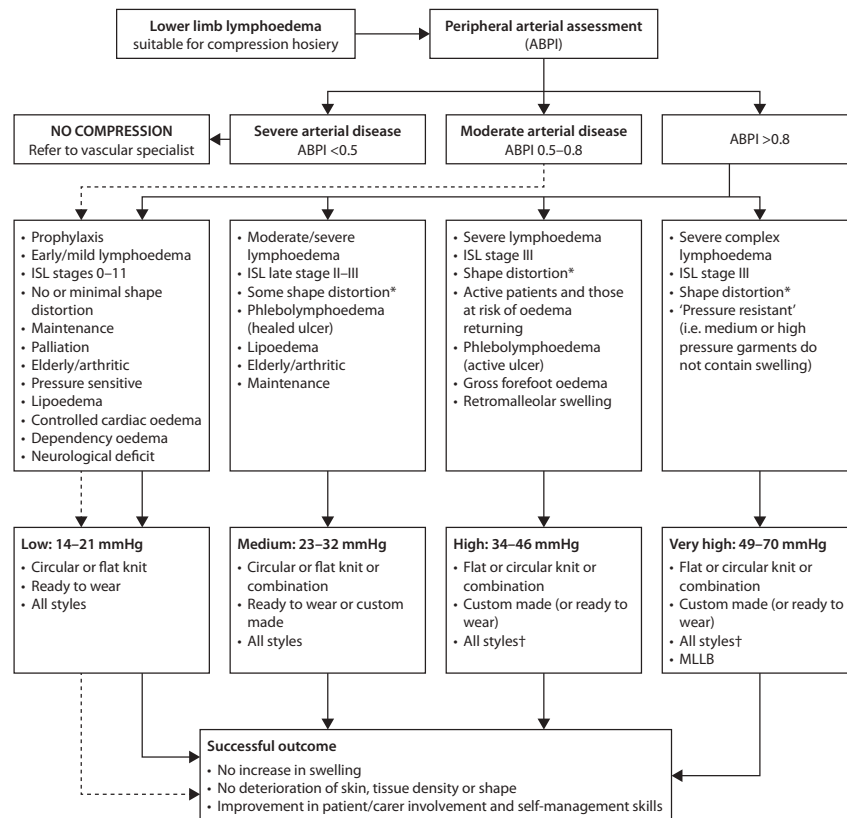 Lower limb lymphoedema
suitable for compression hosiery
Peripheral arterial assessment
(ABPI)
NO COMPRESSION
Refer to vascular specialist
Severe arterial disease
ABPI <0.5
Moderate arterial disease
ABPI 0.5–0.8
ABPI >0.8
• Prophylaxis
• Early/mild lymphoedema
• ISL stages 0–11
• No or minimal shape
distortion
• Maintenance
• Palliation
• Elderly/arthritic
• Pressure sensitive
• Lipoedema
• Controlled cardiac oedema
• Dependency oedema
• Neurological deficit
• Moderate/severe
lymphoedema
• ISL late stage II–III
• Some shape distortion*
• Phlebolymphoedema
(healed ulcer)
• Lipoedema
• Elderly/arthritic
• Maintenance
• Severe lymphoedema
• ISL stage III
• Shape distortion*
• Active patients and those
at risk of oedema
returning
• Phlebolymphoedema
(active ulcer)
• Gross forefoot oedema
• Retromalleolar swelling
• Severe complex
lymphoedema
• ISL stage III
• Shape distortion*
• ‘Pressure resistant’
(i.e. medium or high
pressure garments do
not contain swelling)
Low: 14–21 mmHg
• Circular or flat knit
• Ready to wear
• All styles
Medium: 23–32 mmHg
• Circular or flat knit or
combination
• Ready to wear or custom
made
• All styles
High: 34–46 mmHg
• Flat or circular knit or
combination
• Custom made (or ready to
wear)
• All styles†
Very high: 49–70 mmHg
• Flat or circular knit or
combination
• Custom made (or ready to
wear)
• All styles†
• MLLB
Successful outcome
• No increase in swelling
• No deterioration of skin, tissue density or shape
• Improvement in patient/carer involvement and self-management skills